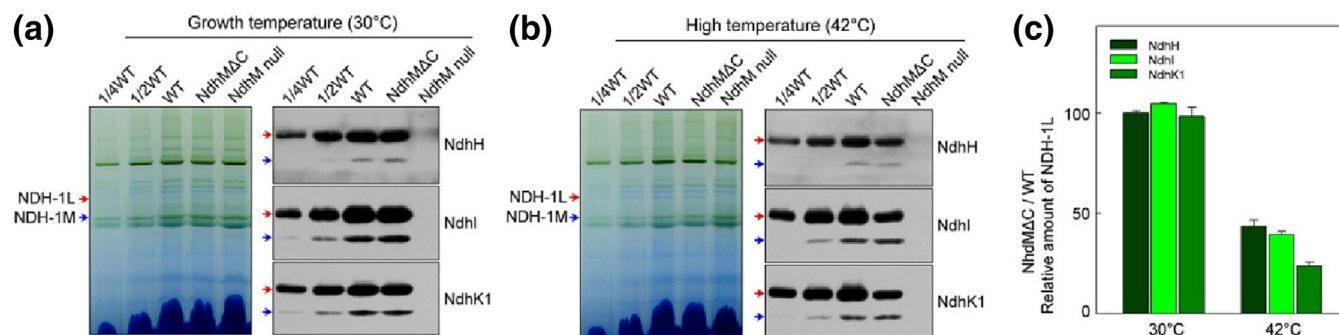 (a)
Growth temperature (30°C)
1/4WT
1/2WT
WT
NdhMΔC
NdhM null
1/4WT
1/2WT
WT
NdhMΔC
NdhM null
NDH-1L
NDH-1M
NdhH
NdhI
NdhK1
(b)
High temperature (42°C)
1/4WT
1/2WT
WT
NdhMΔC
NdhM null
1/4WT
1/2WT
WT
NdhMΔC
NdhM null
NDH-1L
NDH-1M
NdhH
NdhI
NdhK1
(c)
NhdMΔC / WT
Relative amount of NDH-1L
NdhH
NdhI
NdhK1
100
50
0
30°C
42°C